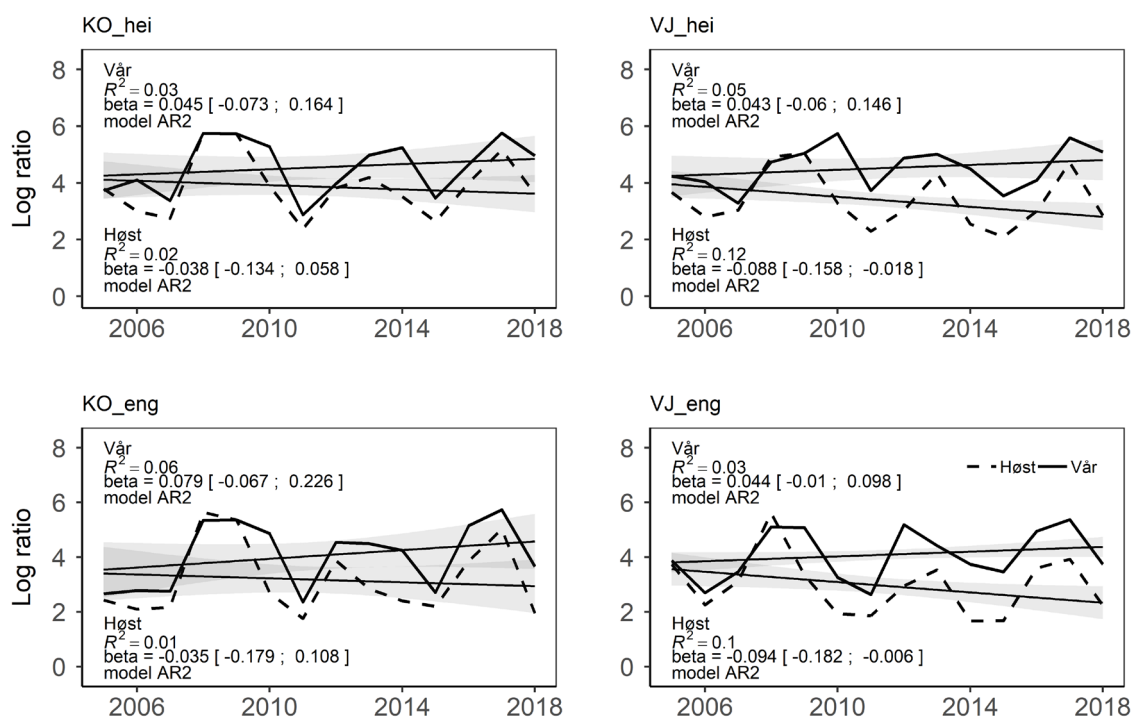 KO_hei
Log ratio
8
6
4
2
0
Vår
R² = 0.03
beta = 0.045 [ -0.073 ; 0.164 ]
model AR2
Høst
R² = 0.02
beta = -0.038 [ -0.134 ; 0.058 ]
model AR2
2006 2010 2014 2018
VJ_hei
8
6
4
2
0
Vår
R² = 0.05
beta = 0.043 [ -0.06 ; 0.146 ]
model AR2
Høst
R² = 0.12
beta = -0.088 [ -0.158 ; -0.018 ]
model AR2
2006 2010 2014 2018
KO_eng
Log ratio
8
6
4
2
0
Vår
R² = 0.06
beta = 0.079 [ -0.067 ; 0.226 ]
model AR2
Høst
R² = 0.01
beta = -0.035 [ -0.179 ; 0.108 ]
model AR2
2006 2010 2014 2018
VJ_eng
8
6
4
2
0
Vår
R² = 0.03
beta = 0.044 [ -0.01 ; 0.098 ]
model AR2
Høst Vår
Høst
R² = 0.1
beta = -0.094 [ -0.182 ; -0.006 ]
model AR2
2006 2010 2014 2018